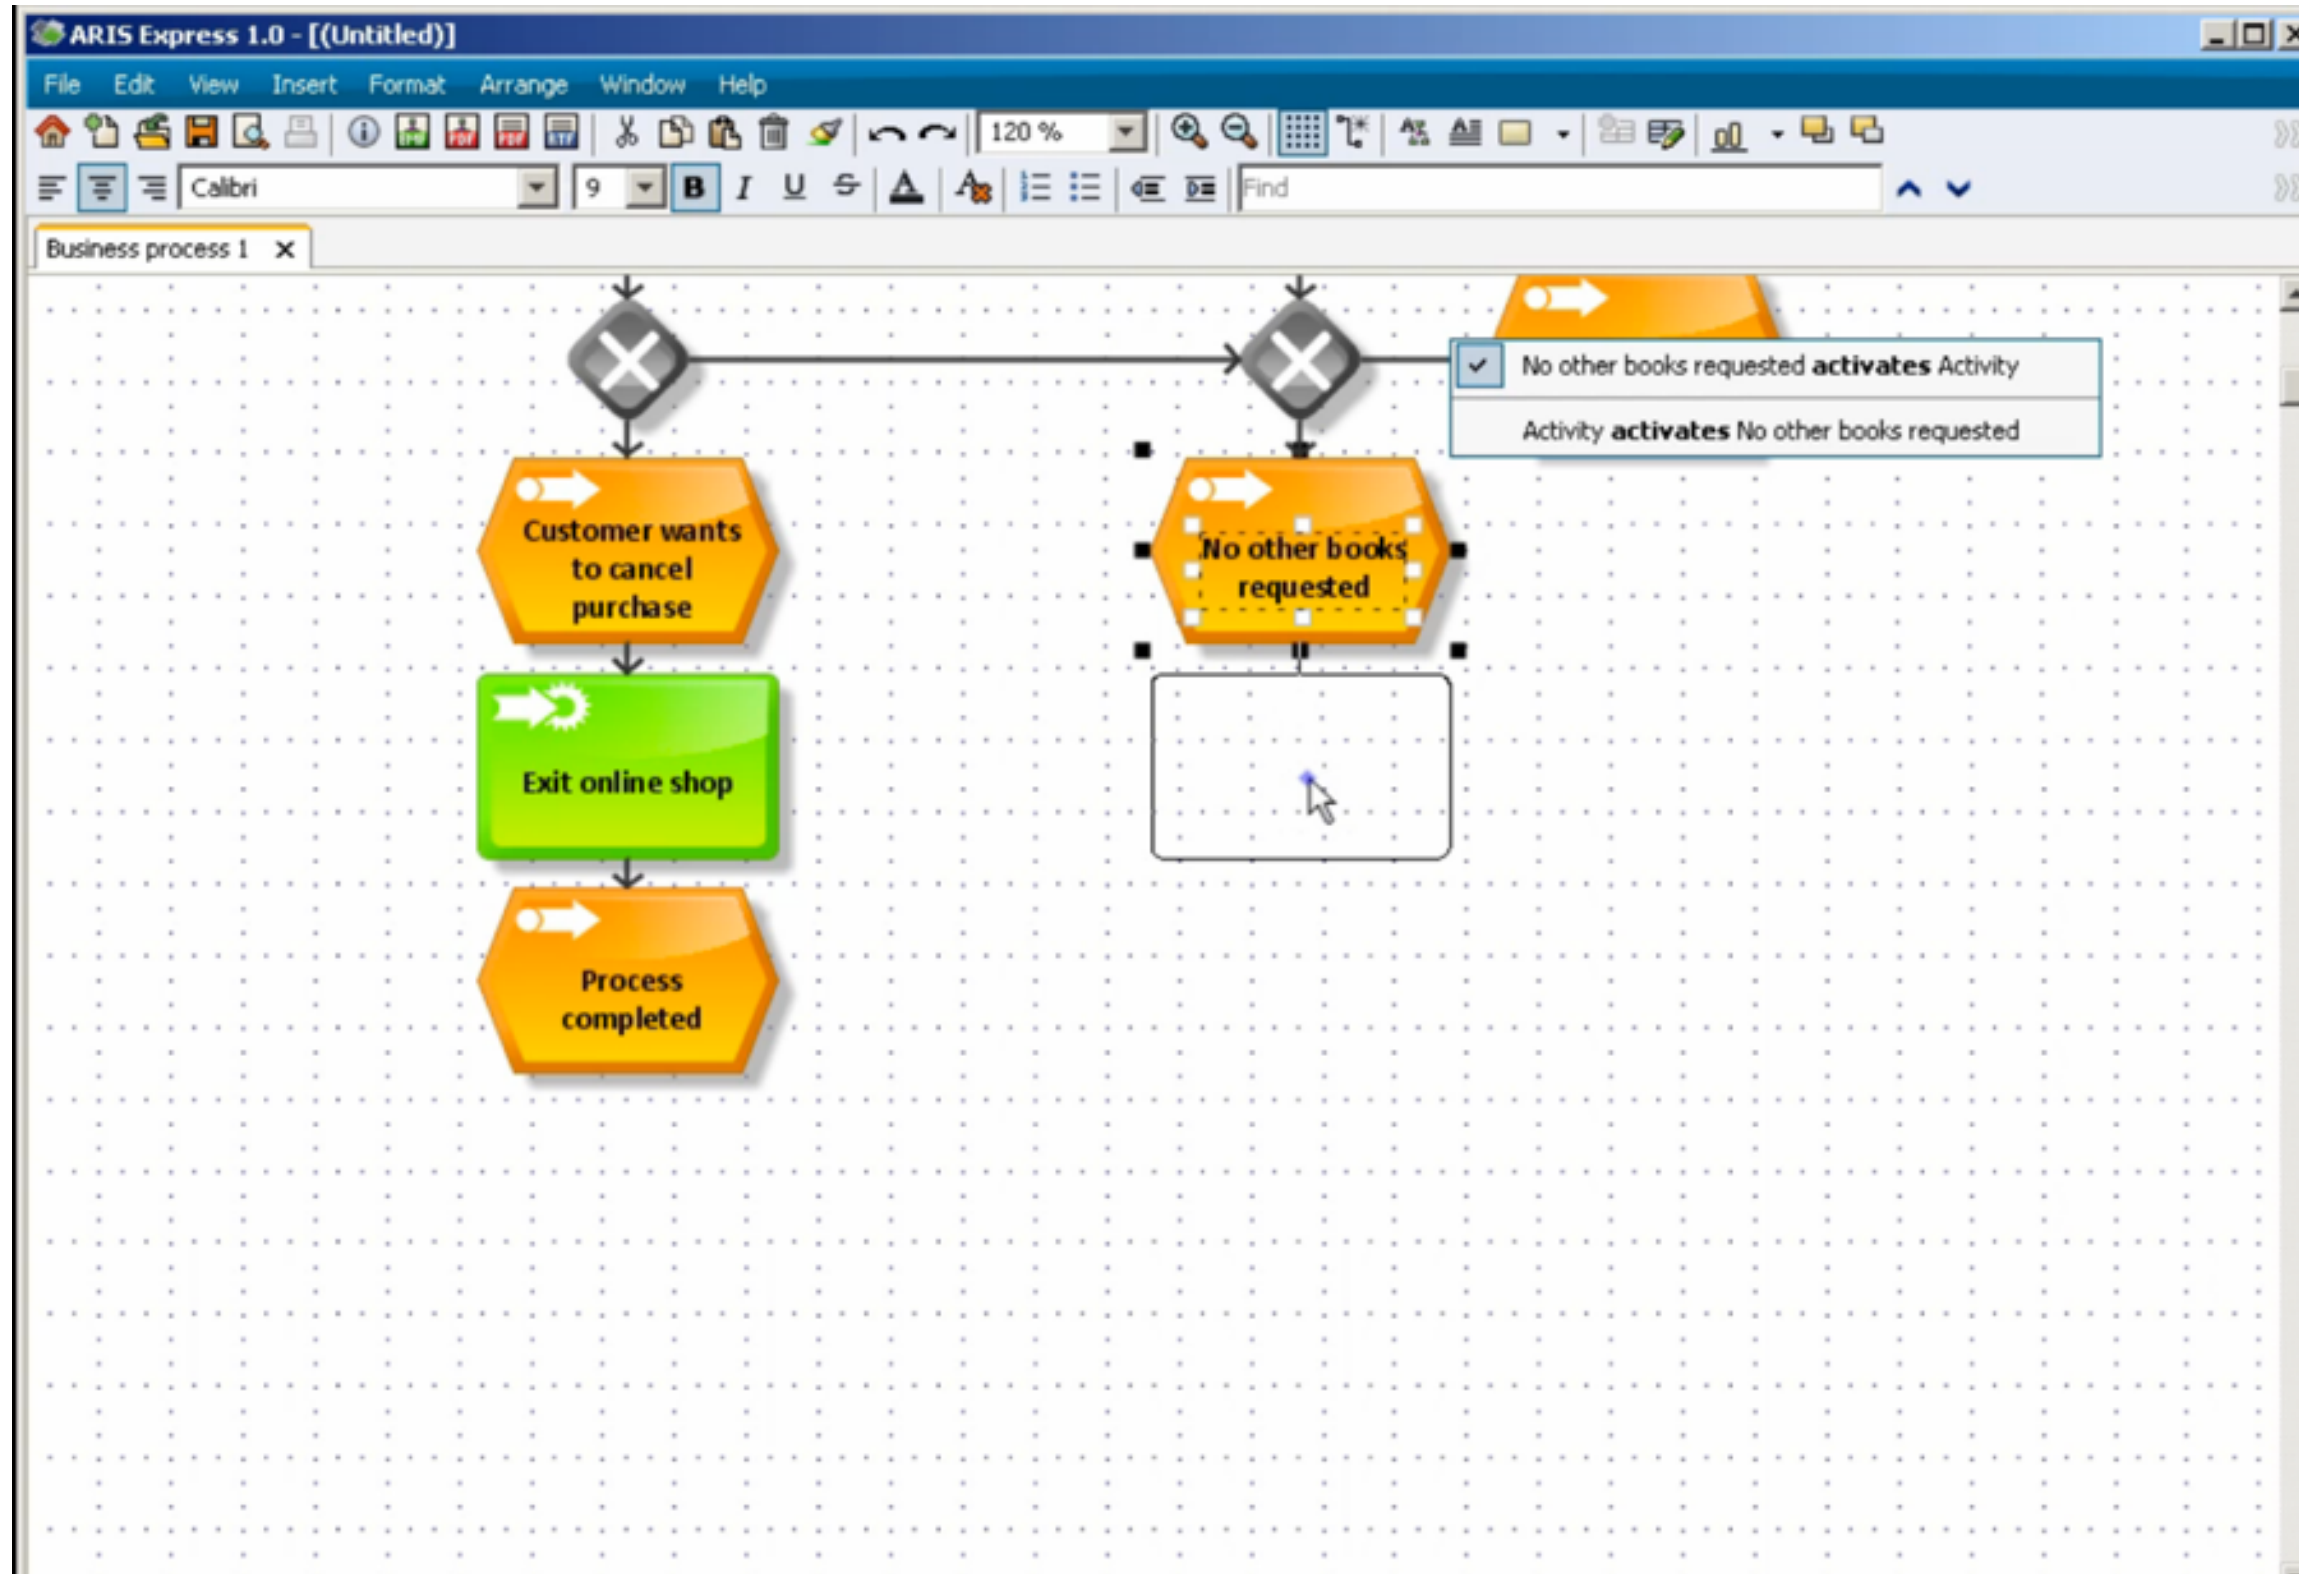 ARIS Express 1.0 - [(Untitled)]
File Edit View Insert Format Arrange Window Help
120 %
Calibri 9 B I U S A Find
Business process 1
No other books requested activates Activity
Activity activates No other books requested
Customer wants
to cancel
purchase
No other books
requested
Exit online shop
Process
completed